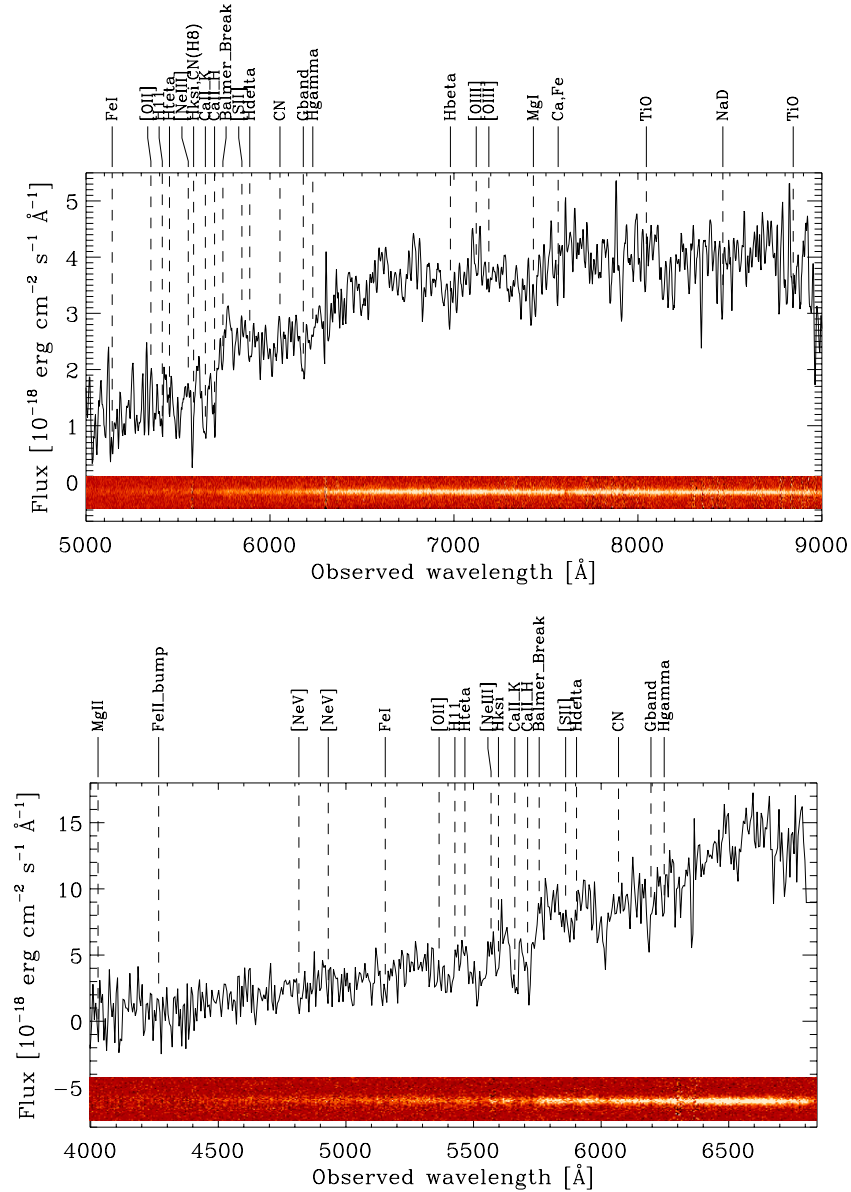 FeI
[OII]
H11
Hteta
[NeIII]
Hksi,CN(H8)
CaII_K
CaII_H
Balmer_Break
[SII]
Hdelta
CN
Gband
Hgamma
Hbeta
[OIII]
[OIII]
MgI
Ca,Fe
TiO
NaD
TiO
Flux [10⁻¹⁸ erg cm⁻² s⁻¹ Å⁻¹]
5
4
3
2
1
0
5000 6000 7000 8000 9000
Observed wavelength [Å]
MgII
FeII_bump
[NeV]
[NeV]
FeI
[OII]
H11
Hteta
[NeIII]
Hksi
CaII_K
CaII_H
Balmer_Break
[SII]
Hdelta
CN
Gband
Hgamma
Flux [10⁻¹⁸ erg cm⁻² s⁻¹ Å⁻¹]
15
10
5
0
−5
4000 4500 5000 5500 6000 6500
Observed wavelength [Å]